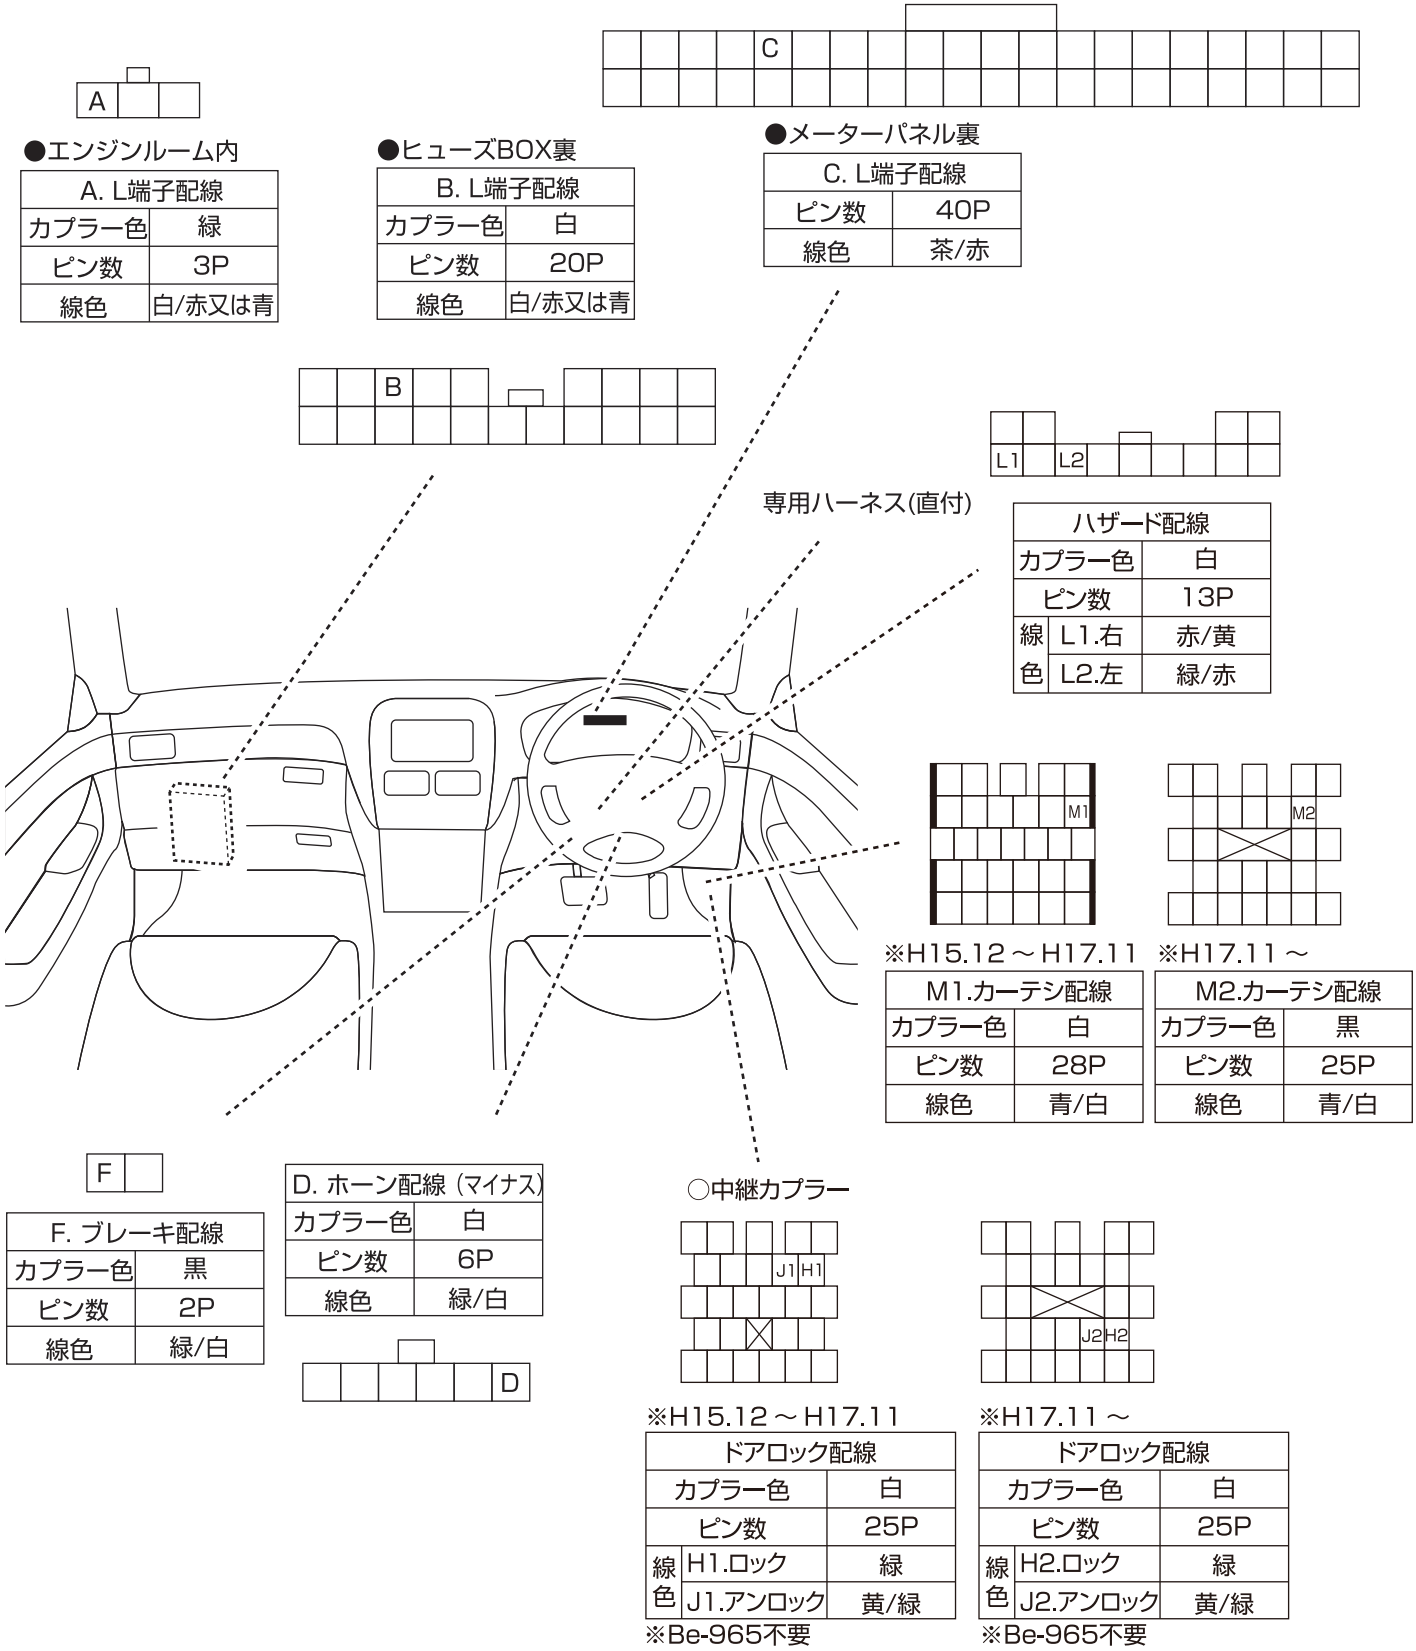 C
A
●エンジンルーム内
A. L端子配線
カプラー色 緑
ピン数 3P
線色 白/赤又は青
●ヒューズBOX裏
B. L端子配線
カプラー色 白
ピン数 20P
線色 白/赤又は青
●メーターパネル裏
C. L端子配線
ピン数 40P
線色 茶/赤
B
専用ハーネス(直付)
L1 L2
ハザード配線
カプラー色 白
ピン数 13P
線色 L1.右 赤/黄
L2.左 緑/赤
M1
※H15.12 ~ H17.11
M1.カーテシ配線
カプラー色 白
ピン数 28P
線色 青/白
M2
※H17.11 ~
M2.カーテシ配線
カプラー色 黒
ピン数 25P
線色 青/白
F
F. ブレーキ配線
カプラー色 黒
ピン数 2P
線色 緑/白
D. ホーン配線 (マイナス)
カプラー色 白
ピン数 6P
線色 緑/白
D
○中継カプラー
J1 H1
※H15.12 ~ H17.11
ドアロック配線
カプラー色 白
ピン数 25P
線色 H1.ロック 緑
J1.アンロック 黄/緑
※Be-965不要
J2 H2
※H17.11 ~
ドアロック配線
カプラー色 白
ピン数 25P
線色 H2.ロック 緑
J2.アンロック 黄/緑
※Be-965不要